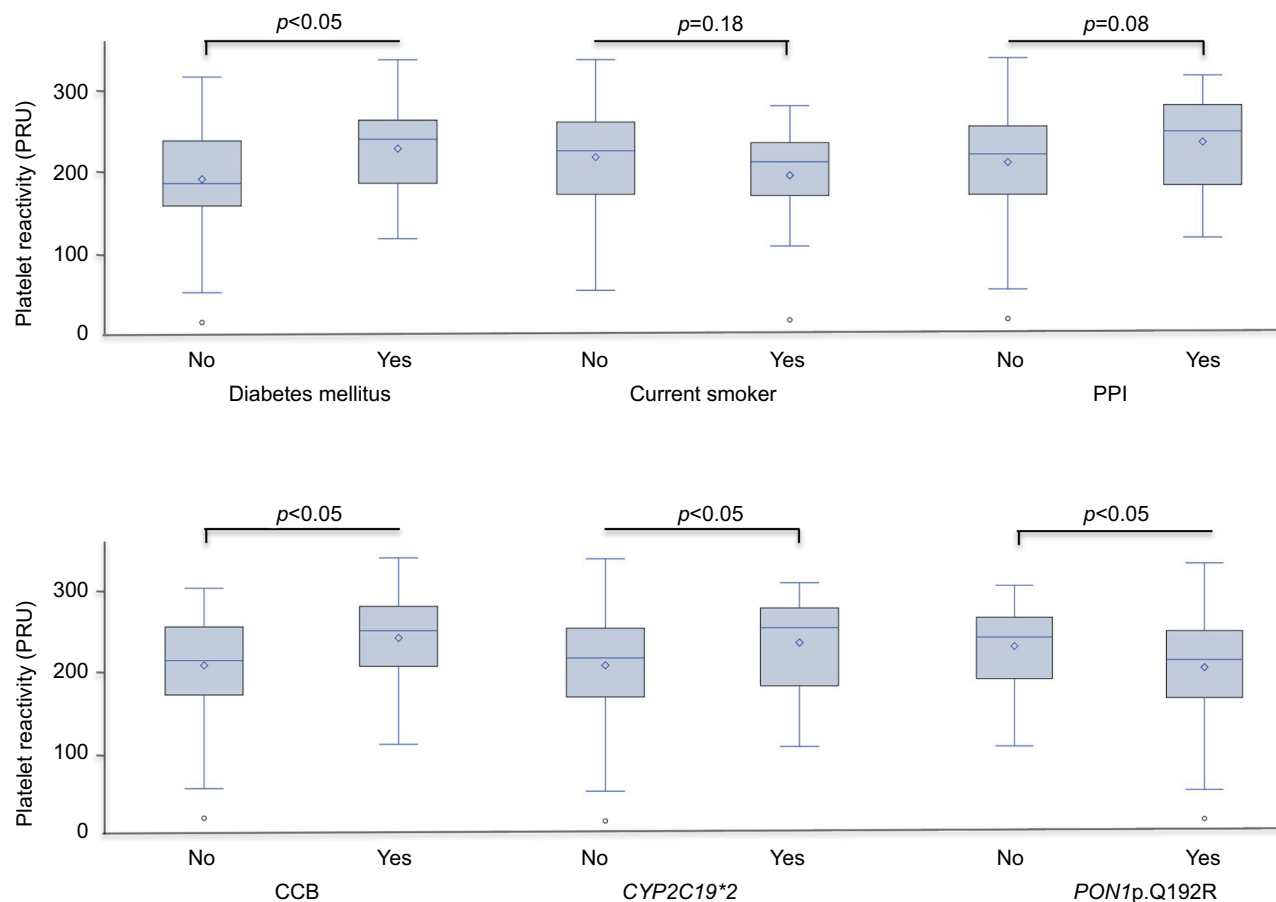 p<0.05 p=0.18 p=0.08
Platelet reactivity (PRU)
300
200
100
0
No Yes No Yes No Yes
Diabetes mellitus Current smoker PPI
p<0.05 p<0.05 p<0.05
Platelet reactivity (PRU)
300
200
100
0
No Yes No Yes No Yes
CCB CYP2C19*2 PON1p.Q192R